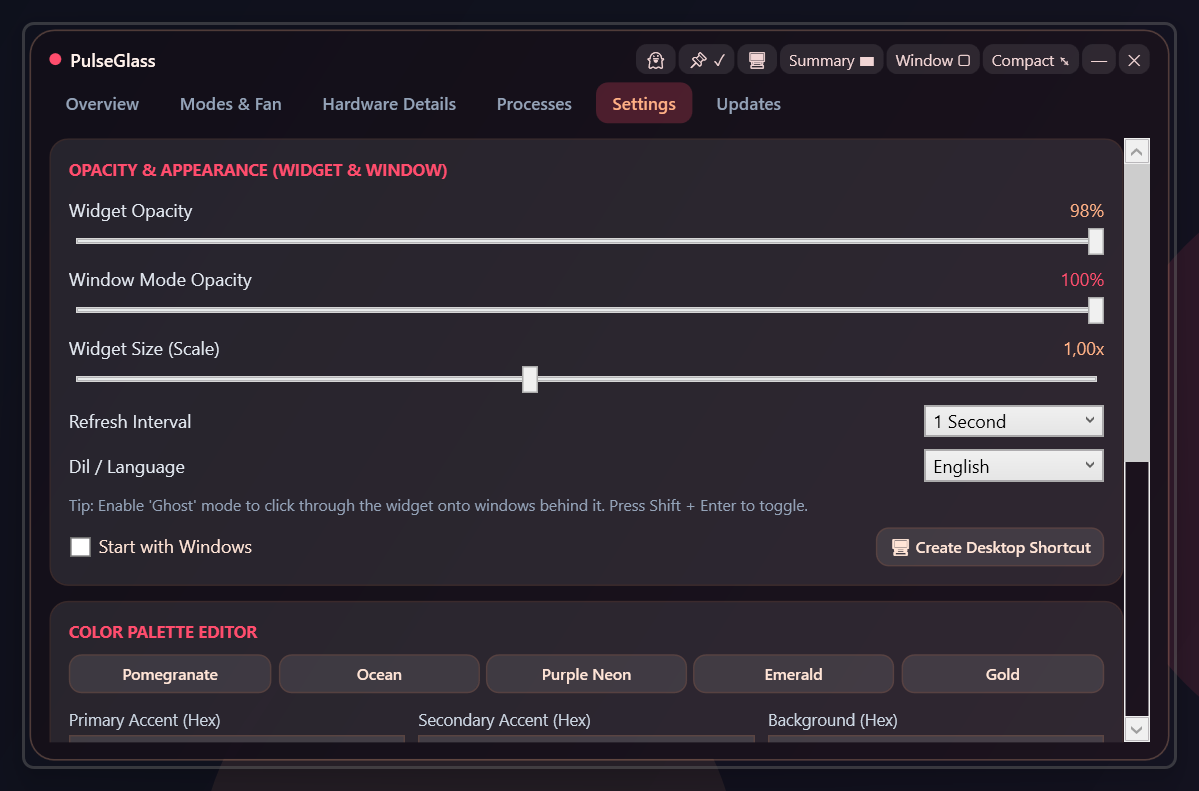 PulseGlass
✓
Summary
Window
Compact
Overview
Modes & Fan
Hardware Details
Processes
Settings
Updates
OPACITY & APPEARANCE (WIDGET & WINDOW)
Widget Opacity
98%
Window Mode Opacity
100%
Widget Size (Scale)
1,00x
Refresh Interval
1 Second
Dil / Language
English
Tip: Enable 'Ghost' mode to click through the widget onto windows behind it. Press Shift + Enter to toggle.
Start with Windows
Create Desktop Shortcut
COLOR PALETTE EDITOR
Pomegranate
Ocean
Purple Neon
Emerald
Gold
Primary Accent (Hex)
Secondary Accent (Hex)
Background (Hex)